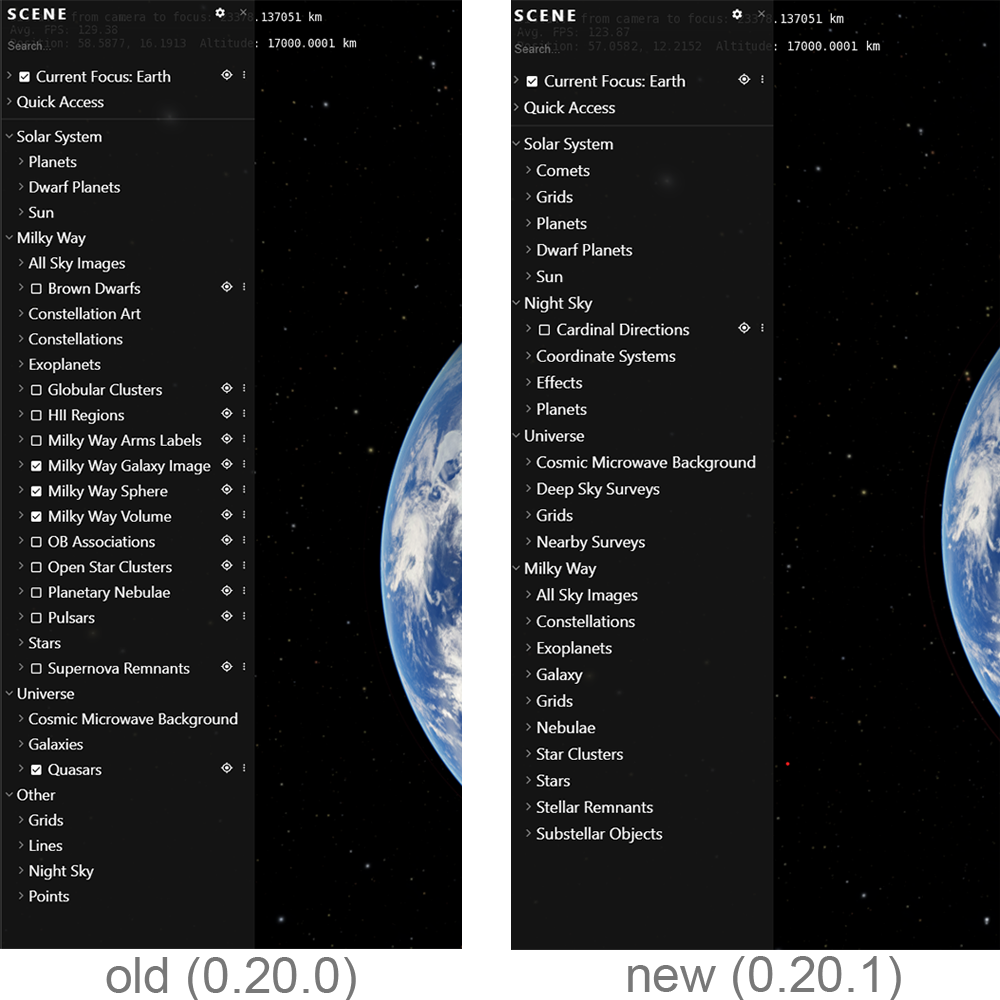 SCENE
from camera to focus: 23378.137051 km
Avg. FPS: 129.38
Position: 58.5877, 16.1913 Altitude: 17000.0001 km
Search...
Current Focus: Earth
Quick Access
Solar System
Planets
Dwarf Planets
Sun
Milky Way
All Sky Images
Brown Dwarfs
Constellation Art
Constellations
Exoplanets
Globular Clusters
HII Regions
Milky Way Arms Labels
Milky Way Galaxy Image
Milky Way Sphere
Milky Way Volume
OB Associations
Open Star Clusters
Planetary Nebulae
Pulsars
Stars
Supernova Remnants
Universe
Cosmic Microwave Background
Galaxies
Quasars
Other
Grids
Lines
Night Sky
Points
old (0.20.0)
SCENE
from camera to focus: 23378.137051 km
Avg. FPS: 123.87
Position: 57.0582, 12.2152 Altitude: 17000.0001 km
Search...
Current Focus: Earth
Quick Access
Solar System
Comets
Grids
Planets
Dwarf Planets
Sun
Night Sky
Cardinal Directions
Coordinate Systems
Effects
Planets
Universe
Cosmic Microwave Background
Deep Sky Surveys
Grids
Nearby Surveys
Milky Way
All Sky Images
Constellations
Exoplanets
Galaxy
Grids
Nebulae
Star Clusters
Stars
Stellar Remnants
Substellar Objects
new (0.20.1)